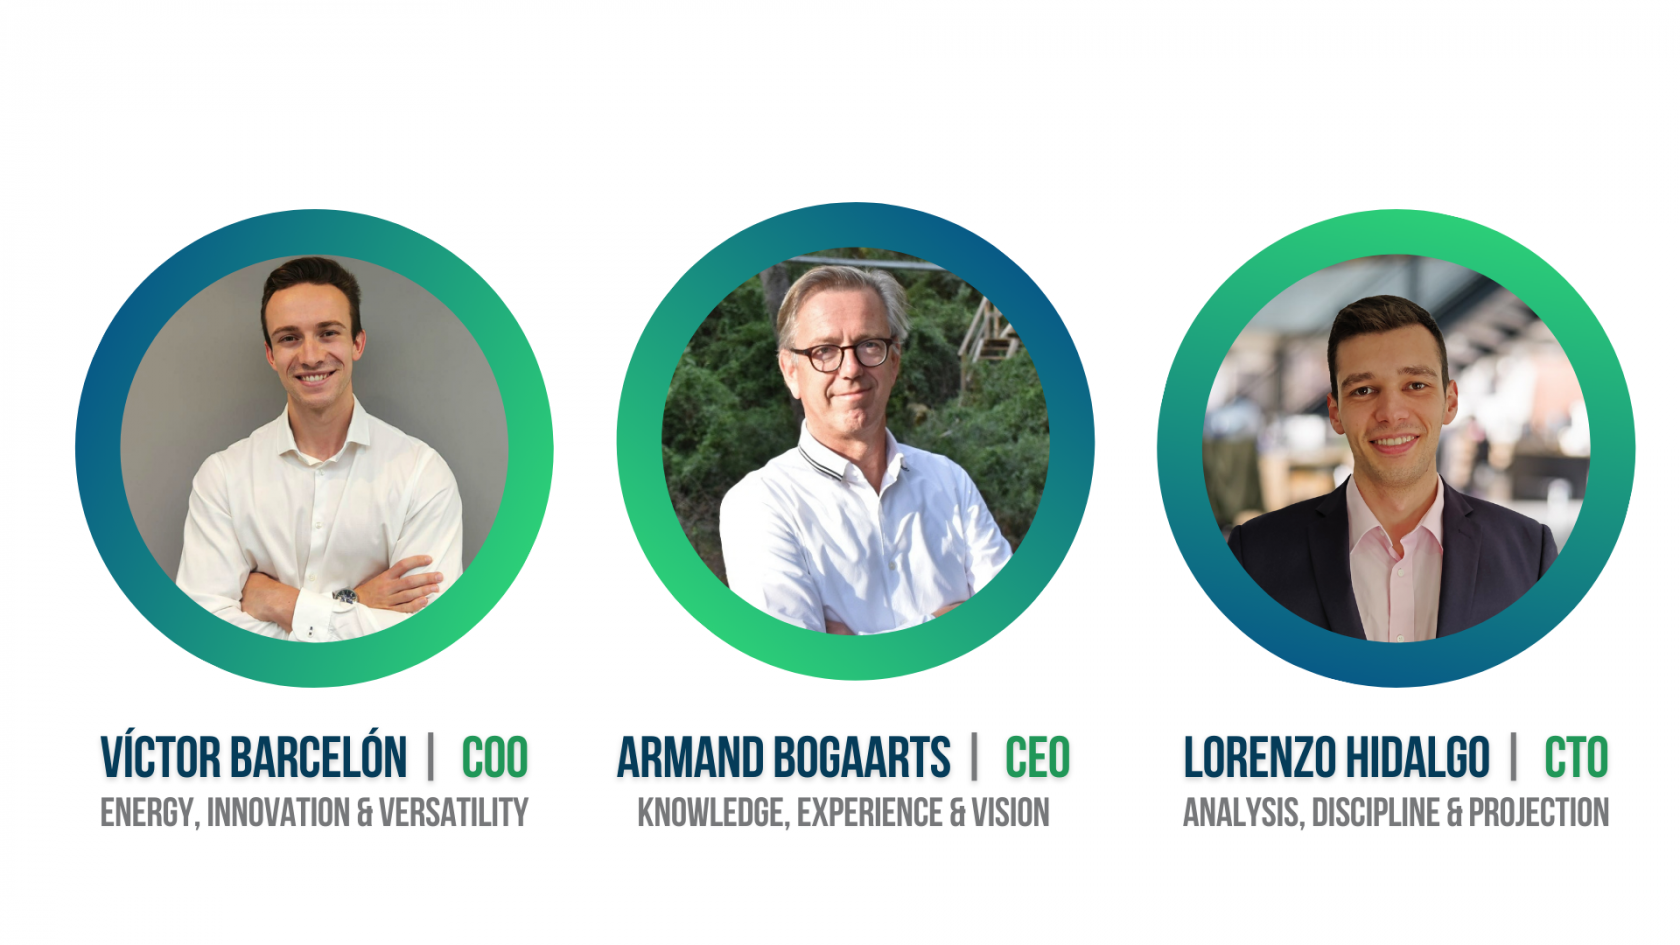 VÍCTOR BARCELÓN | COO
ENERGY, INNOVATION & VERSATILITY
ARMAND BOGAARTS | CEO
KNOWLEDGE, EXPERIENCE & VISION
LORENZO HIDALGO | CTO
ANALYSIS, DISCIPLINE & PROJECTION